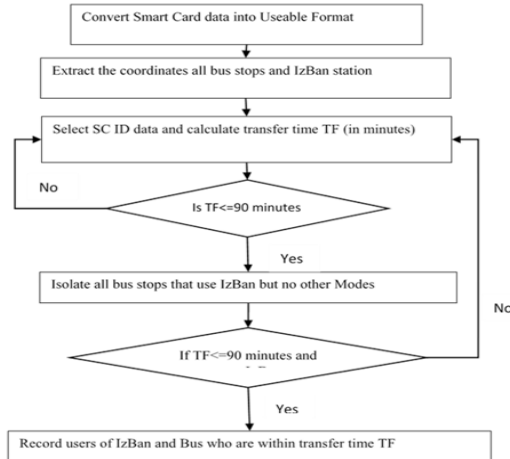 Convert Smart Card data into Useable Format
Extract the coordinates all bus stops and IzBan station
Select SC ID data and calculate transfer time TF (in minutes)
No
Is TF<=90 minutes
Yes
Isolate all bus stops that use IzBan but no other Modes
No
If TF<=90 minutes and
Yes
Record users of IzBan and Bus who are within transfer time TF